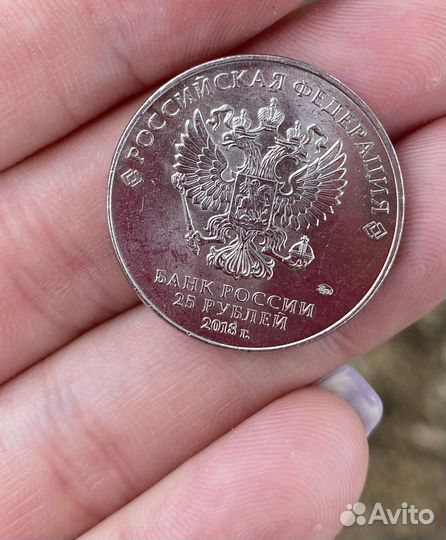 РОССИЙСКАЯ ФЕДЕРАЦИЯ
БАНК РОССИИ
25 РУБЛЕЙ
2018 г.
Avito